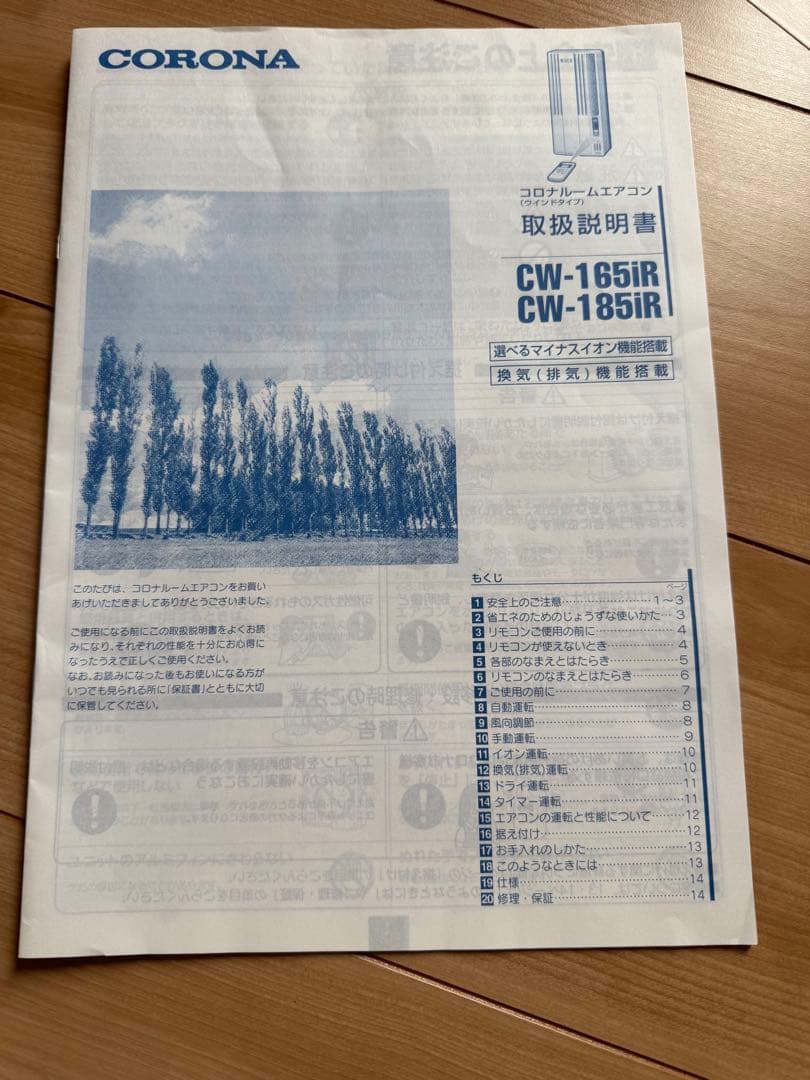 CORONA
コロナルームエアコン
(ウインドタイプ)
取扱説明書
CW-165iR
CW-185iR
選べるマイナスイオン機能搭載
換気(排気)機能搭載
このたびは、コロナルームエアコンをお買い
あげいただきましてありがとうございました。
ご使用になる前にこの取扱説明書をよくお読
みになり、それぞれの性能を十分にお心得に
なったうえで正しくご使用ください。
なお、お読みになった後もお使いになる方が
いつでも見られる所に「保証書」とともに大切
に保管してください。
もくじ
ページ
1 安全上のご注意 1~3
2 省エネのためのじょうずな使いかた 3
3 リモコンご使用の前に 4
4 リモコンが使えないとき 4
5 各部のなまえとはたらき 5
6 リモコンのなまえとはたらき 6
7 ご使用の前に 7
8 自動運転 8
9 風向調節 8
10 手動運転 9
11 イオン運転 10
12 換気(排気)運転 10
13 ドライ運転 11
14 タイマー運転 11
15 エアコンの運転と性能について 12
16 据え付け 12
17 お手入れのしかた 13
18 このようなときには 13
19 仕様 14
20 修理・保証 14